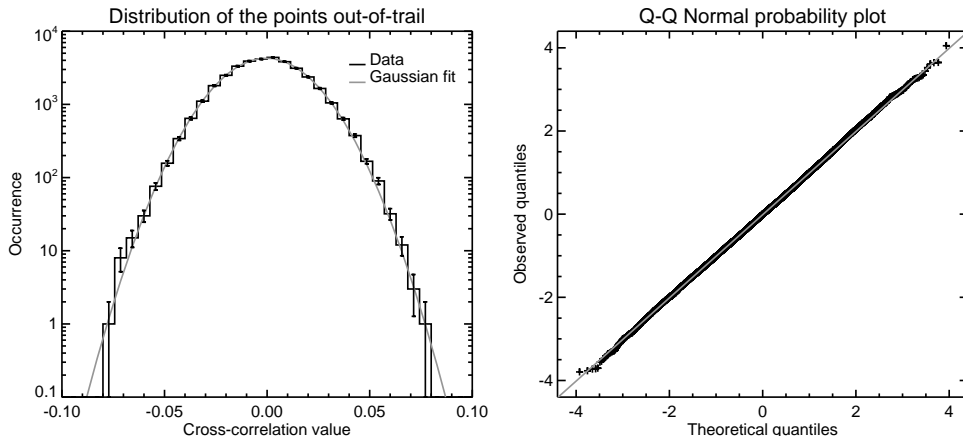 Distribution of the points out-of-trail
10^4
10^3
10^2
10
1
0.1
Occurrence
Data
Gaussian fit
-0.10 -0.05 0.00 0.05 0.10
Cross-correlation value
Q-Q Normal probability plot
4
2
0
-2
-4
Observed quantiles
-4 -2 0 2 4
Theoretical quantiles